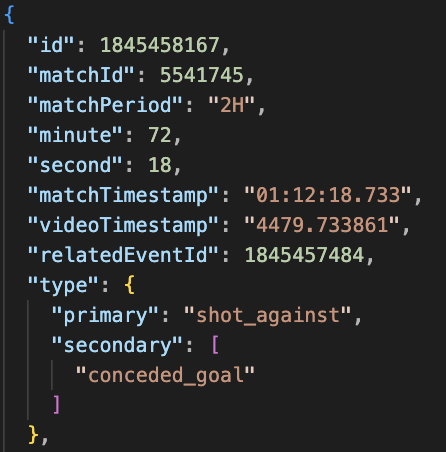 {
"id": 1845458167,
"matchId": 5541745,
"matchPeriod": "2H",
"minute": 72,
"second": 18,
"matchTimestamp": "01:12:18.733",
"videoTimestamp": "4479.733861",
"relatedEventId": 1845457484,
"type": {
"primary": "shot_against",
"secondary": [
"conceded_goal"
]
},